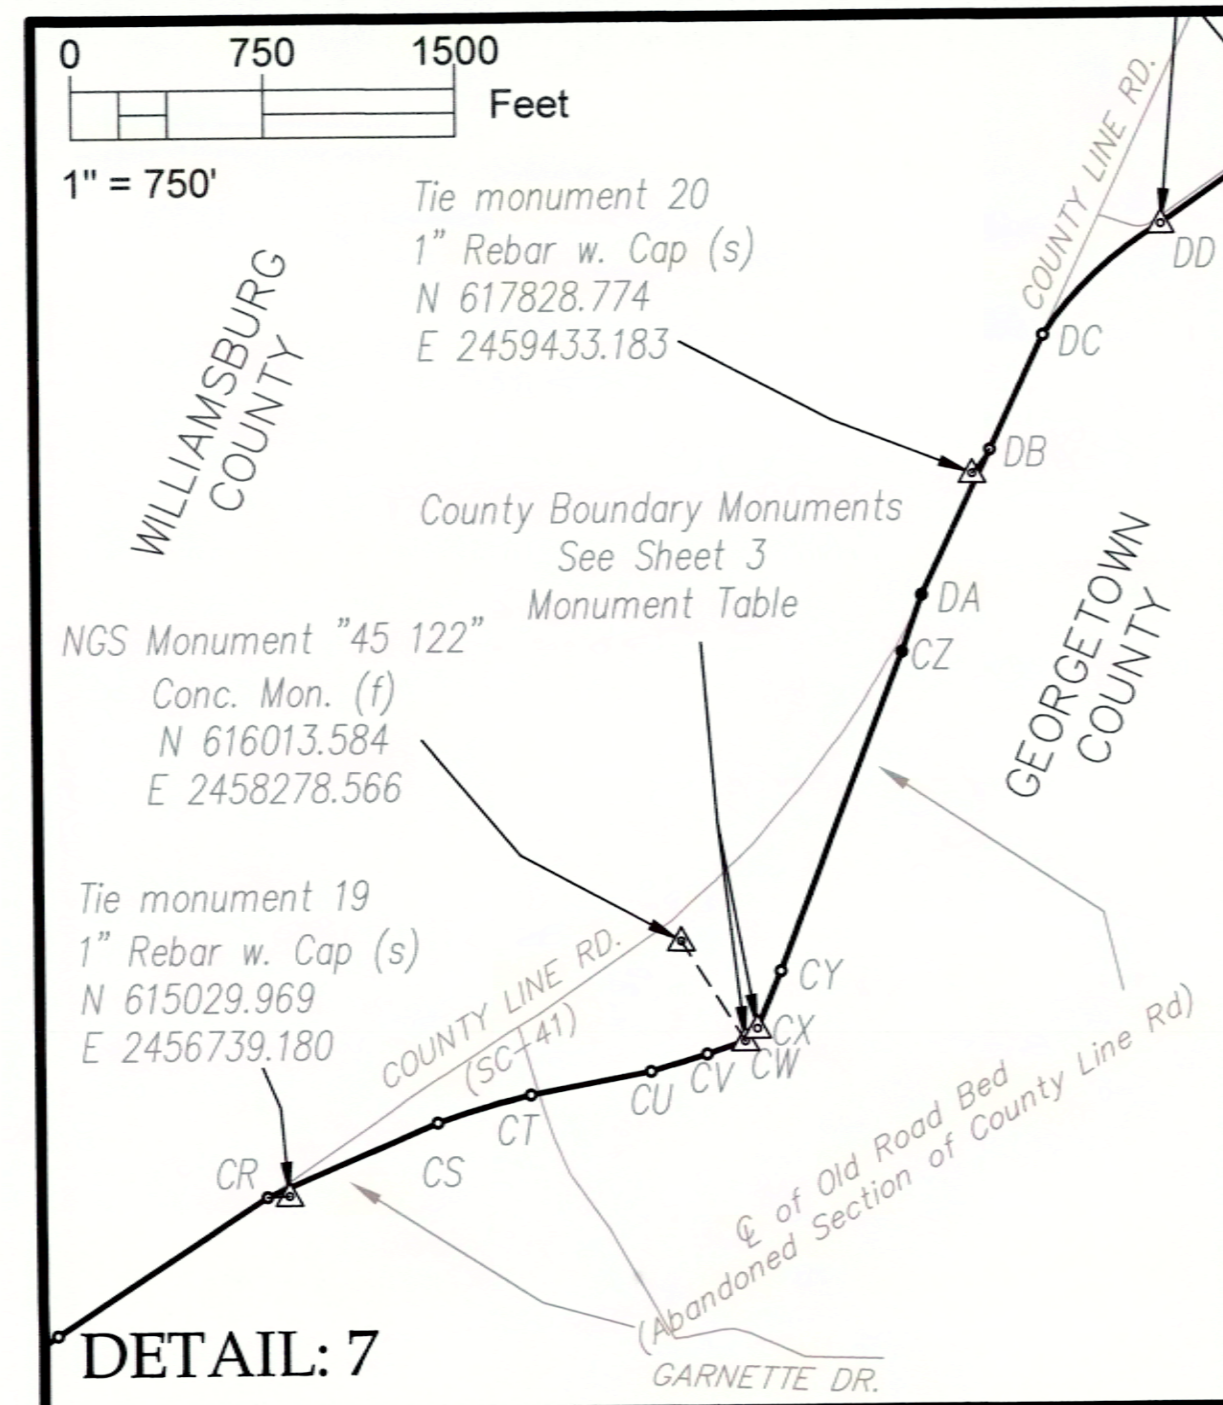 0 750 1500
Feet
1" = 750'
Tie monument 20
1" Rebar w. Cap (s)
N 617828.774
E 2459433.183
COUNTY LINE RD.
DD
DC
DB
WILLIAMSBURG
COUNTY
County Boundary Monuments
See Sheet 3
Monument Table
DA
CZ
GEORGETOWN
COUNTY
NGS Monument "45 122"
Conc. Mon. (f)
N 616013.584
E 2458278.566
Tie monument 19
1" Rebar w. Cap (s)
N 615029.969
E 2456739.180
COUNTY LINE RD.
(SC-41)
CY
CX
CW
CV
CU
CT
CS
CR
℄ of Old Road Bed
(Abandoned Section of County Line Rd)
GARNETTE DR.
DETAIL: 7